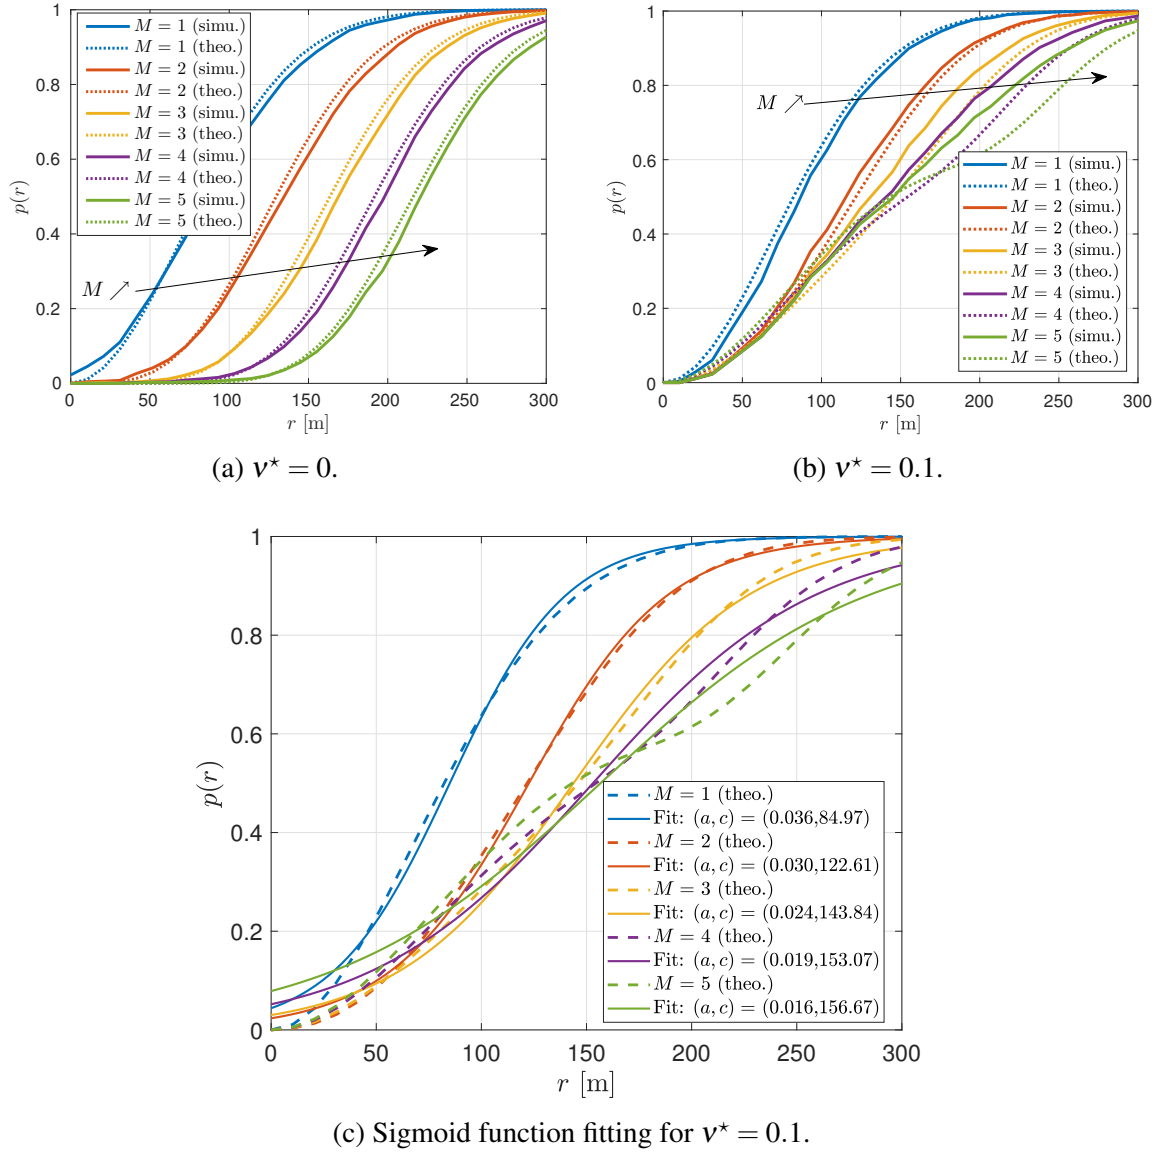 1
0.8
0.6
0.4
0.2
0
p(r)
M = 1 (simu.)
M = 1 (theo.)
M = 2 (simu.)
M = 2 (theo.)
M = 3 (simu.)
M = 3 (theo.)
M = 4 (simu.)
M = 4 (theo.)
M = 5 (simu.)
M = 5 (theo.)
M ↗
0 50 100 150 200 250 300
r [m]
(a) ν⋆ = 0.
1
0.8
0.6
0.4
0.2
0
p(r)
M ↗
M = 1 (simu.)
M = 1 (theo.)
M = 2 (simu.)
M = 2 (theo.)
M = 3 (simu.)
M = 3 (theo.)
M = 4 (simu.)
M = 4 (theo.)
M = 5 (simu.)
M = 5 (theo.)
0 50 100 150 200 250 300
r [m]
(b) ν⋆ = 0.1.
1
0.8
0.6
0.4
0.2
0
p(r)
M = 1 (theo.)
Fit: (a, c) = (0.036,84.97)
M = 2 (theo.)
Fit: (a, c) = (0.030,122.61)
M = 3 (theo.)
Fit: (a, c) = (0.024,143.84)
M = 4 (theo.)
Fit: (a, c) = (0.019,153.07)
M = 5 (theo.)
Fit: (a, c) = (0.016,156.67)
0 50 100 150 200 250 300
r [m]
(c) Sigmoid function fitting for ν⋆ = 0.1.